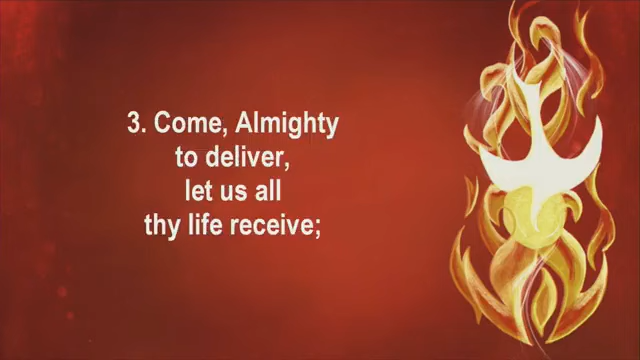 3. Come, Almighty
to deliver,
let us all
thy life receive;